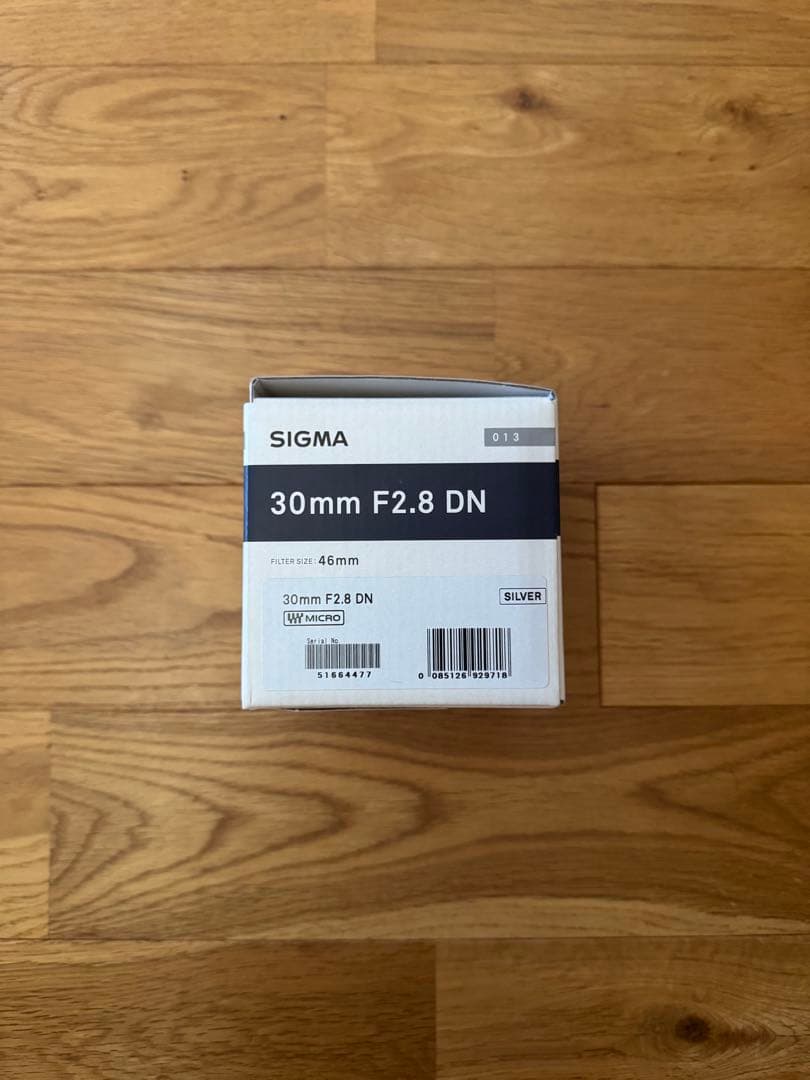 SIGMA
013
30mm F2.8 DN
FILTER SIZE: 46mm
30mm F2.8 DN
SILVER
MICRO
Serial No.
51664477
0 085126 929718